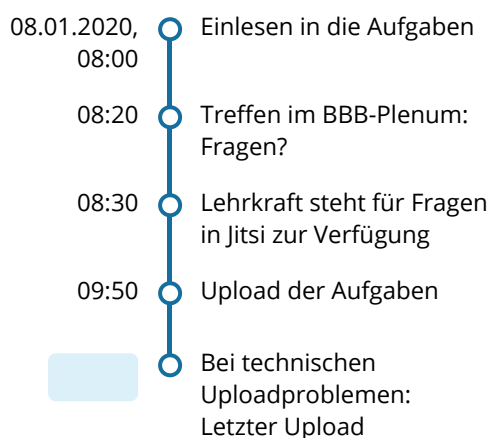 08.01.2020,
08:00
Einlesen in die Aufgaben
08:20
Treffen im BBB-Plenum:
Fragen?
08:30
Lehrkraft steht für Fragen
in Jitsi zur Verfügung
09:50
Upload der Aufgaben
Bei technischen
Uploadproblemen:
Letzter Upload